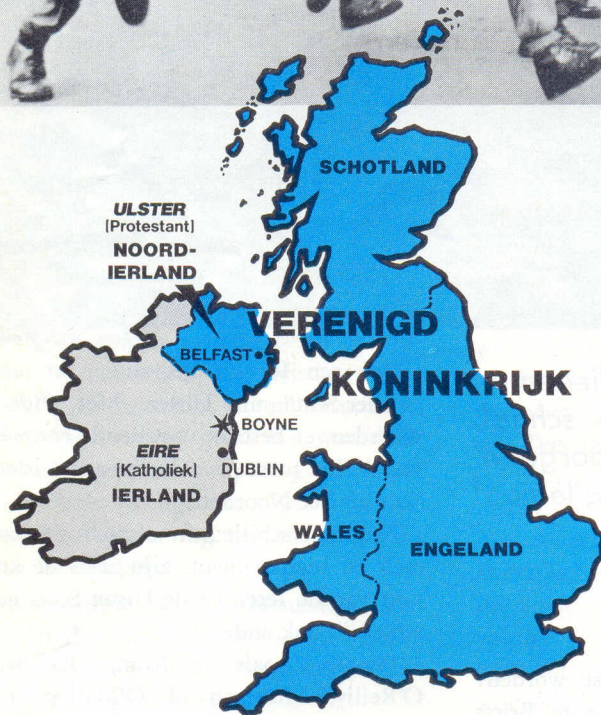 SCHOTLAND
ULSTER
[Protestant]
NOORD-
IERLAND
VERENIGD
BELFAST
KONINKRIJK
BOYNE
EIRE
[Katholiek]
DUBLIN
IERLAND
WALES
ENGELAND